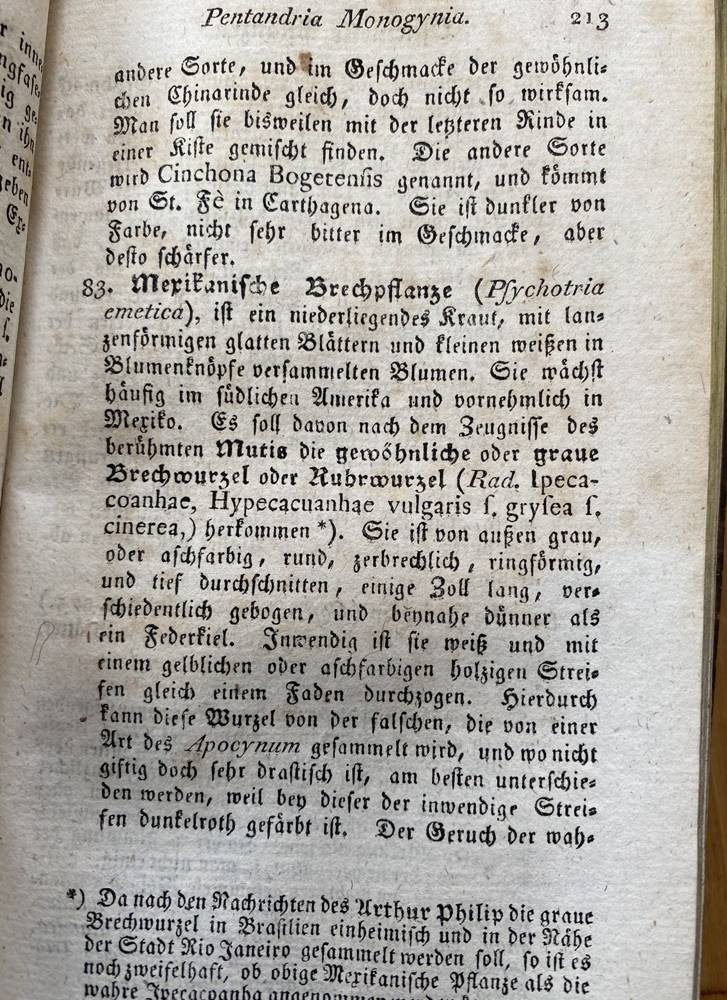 Pentandria Monogynia. 213
andere Sorte, und im Geſchmacke der gewöhnli⸗
chen Chinarinde gleich, doch nicht ſo wirkſam.
Man ſoll ſie bisweilen mit der letzteren Rinde in
einer Kiſte gemiſcht finden. Die andere Sorte
wird Cinchona Bogetenſis genannt, und kömmt
von St. Fè in Carthagena. Sie iſt dunkler von
Farbe, nicht ſehr bitter im Geſchmacke, aber
deſto ſchärfer.
83. Mexikaniſche Brechpflanze (Pſychotria
emetica), iſt ein niederliegendes Kraut, mit lan⸗
zenförmigen glatten Blättern und kleinen weißen in
Blumenknöpfe verſammelten Blumen. Sie wächſt
häufig im ſüdlichen Amerika und vornehmlich in
Mexiko. Es ſoll davon nach dem Zeugniſſe des
berühmten Mutis die gewöhnliche oder graue
Brechwurzel oder Ruhrwurzel (Rad. Ipeca-
coanhae, Hypecacuanhae vulgaris ſ. gryſea ſ.
cinerea,) herkommen *). Sie iſt von außen grau,
oder aſchfarbig, rund, zerbrechlich, ringförmig,
und tief durchſchnitten, einige Zoll lang, ver⸗
ſchiedentlich gebogen, und beynahe dünner als
ein Federkiel. Inwendig iſt ſie weiß und mit
einem gelblichen oder aſchfarbigen holzigen Strei⸗
fen gleich einem Faden durchzogen. Hierdurch
kann dieſe Wurzel von der falſchen, die von einer
Art des Apocynum geſammelt wird, und wo nicht
giftig doch ſehr draſtiſch iſt, am beſten unterſchie⸗
den werden, weil bey dieſer der inwendige Strei⸗
fen dunkelroth gefärbt iſt. Der Geruch der wah⸗
*) Da nach den Nachrichten des Arthur Philip die graue
Brechwurzel in Braſilien einheimiſch und in der Nähe
der Stadt Rio Janeiro geſammelt werden ſoll, ſo iſt es
noch zweifelhaft, ob obige Mexikaniſche Pflanze als die
wahre Ipecacoanha angenommen